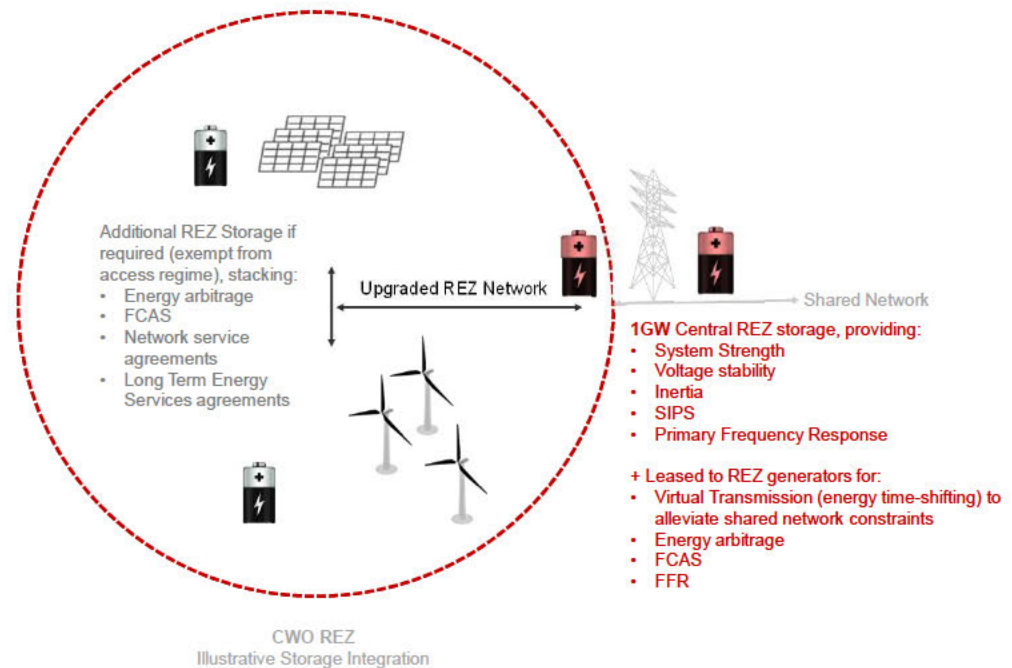 Additional REZ Storage if
required (exempt from
access regime), stacking:
• Energy arbitrage
• FCAS
• Network service
agreements
• Long Term Energy
Services agreements
Upgraded REZ Network
Shared Network
1GW Central REZ storage, providing:
• System Strength
• Voltage stability
• Inertia
• SIPS
• Primary Frequency Response
+ Leased to REZ generators for:
• Virtual Transmission (energy time-shifting) to
alleviate shared network constraints
• Energy arbitrage
• FCAS
• FFR
CWO REZ
Illustrative Storage Integration